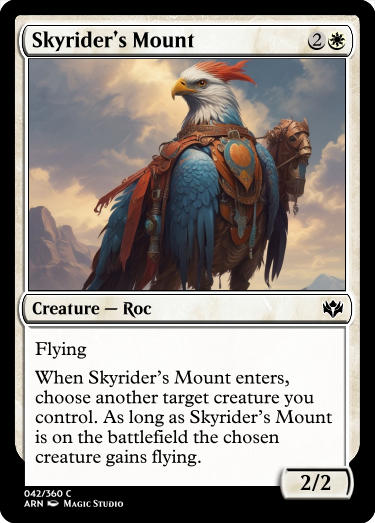 Skyrider's Mount 2
Creature — Roc
Flying
When Skyrider's Mount enters,
choose another target creature you
control. As long as Skyrider's Mount
is on the battlefield the chosen
creature gains flying.
2/2
042/360 C
ARN Magic Studio